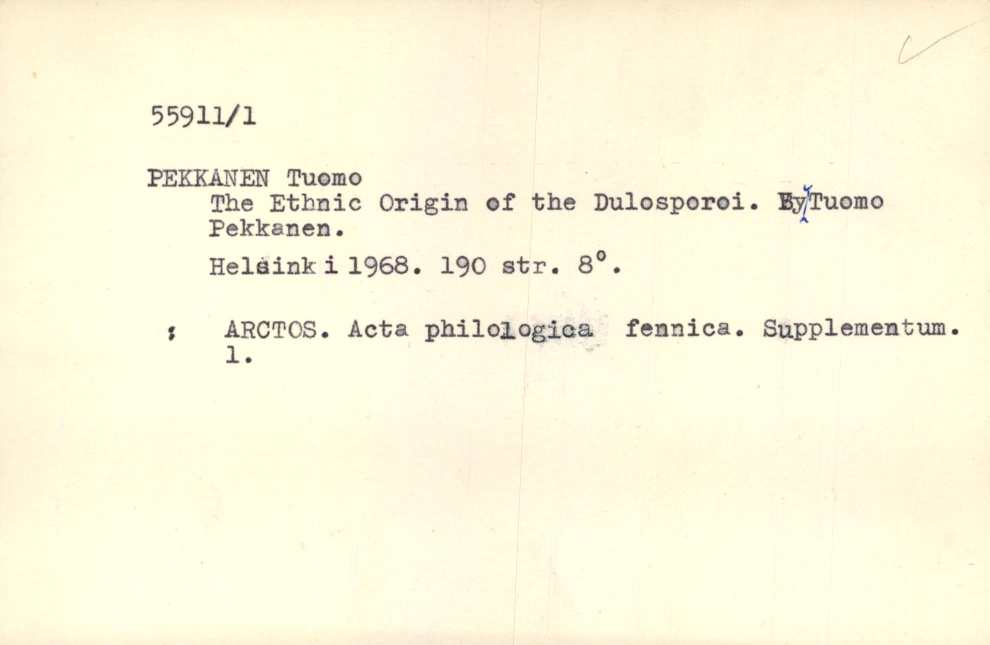 55911/1
PEKKANEN Tuomo
The Ethnic Origin of the Dulosporoi. By Tuomo
Pekkanen.
Helsinki 1968. 190 str. 8°.
; ARCTOS. Acta philologica fennica. Supplementum.
1.